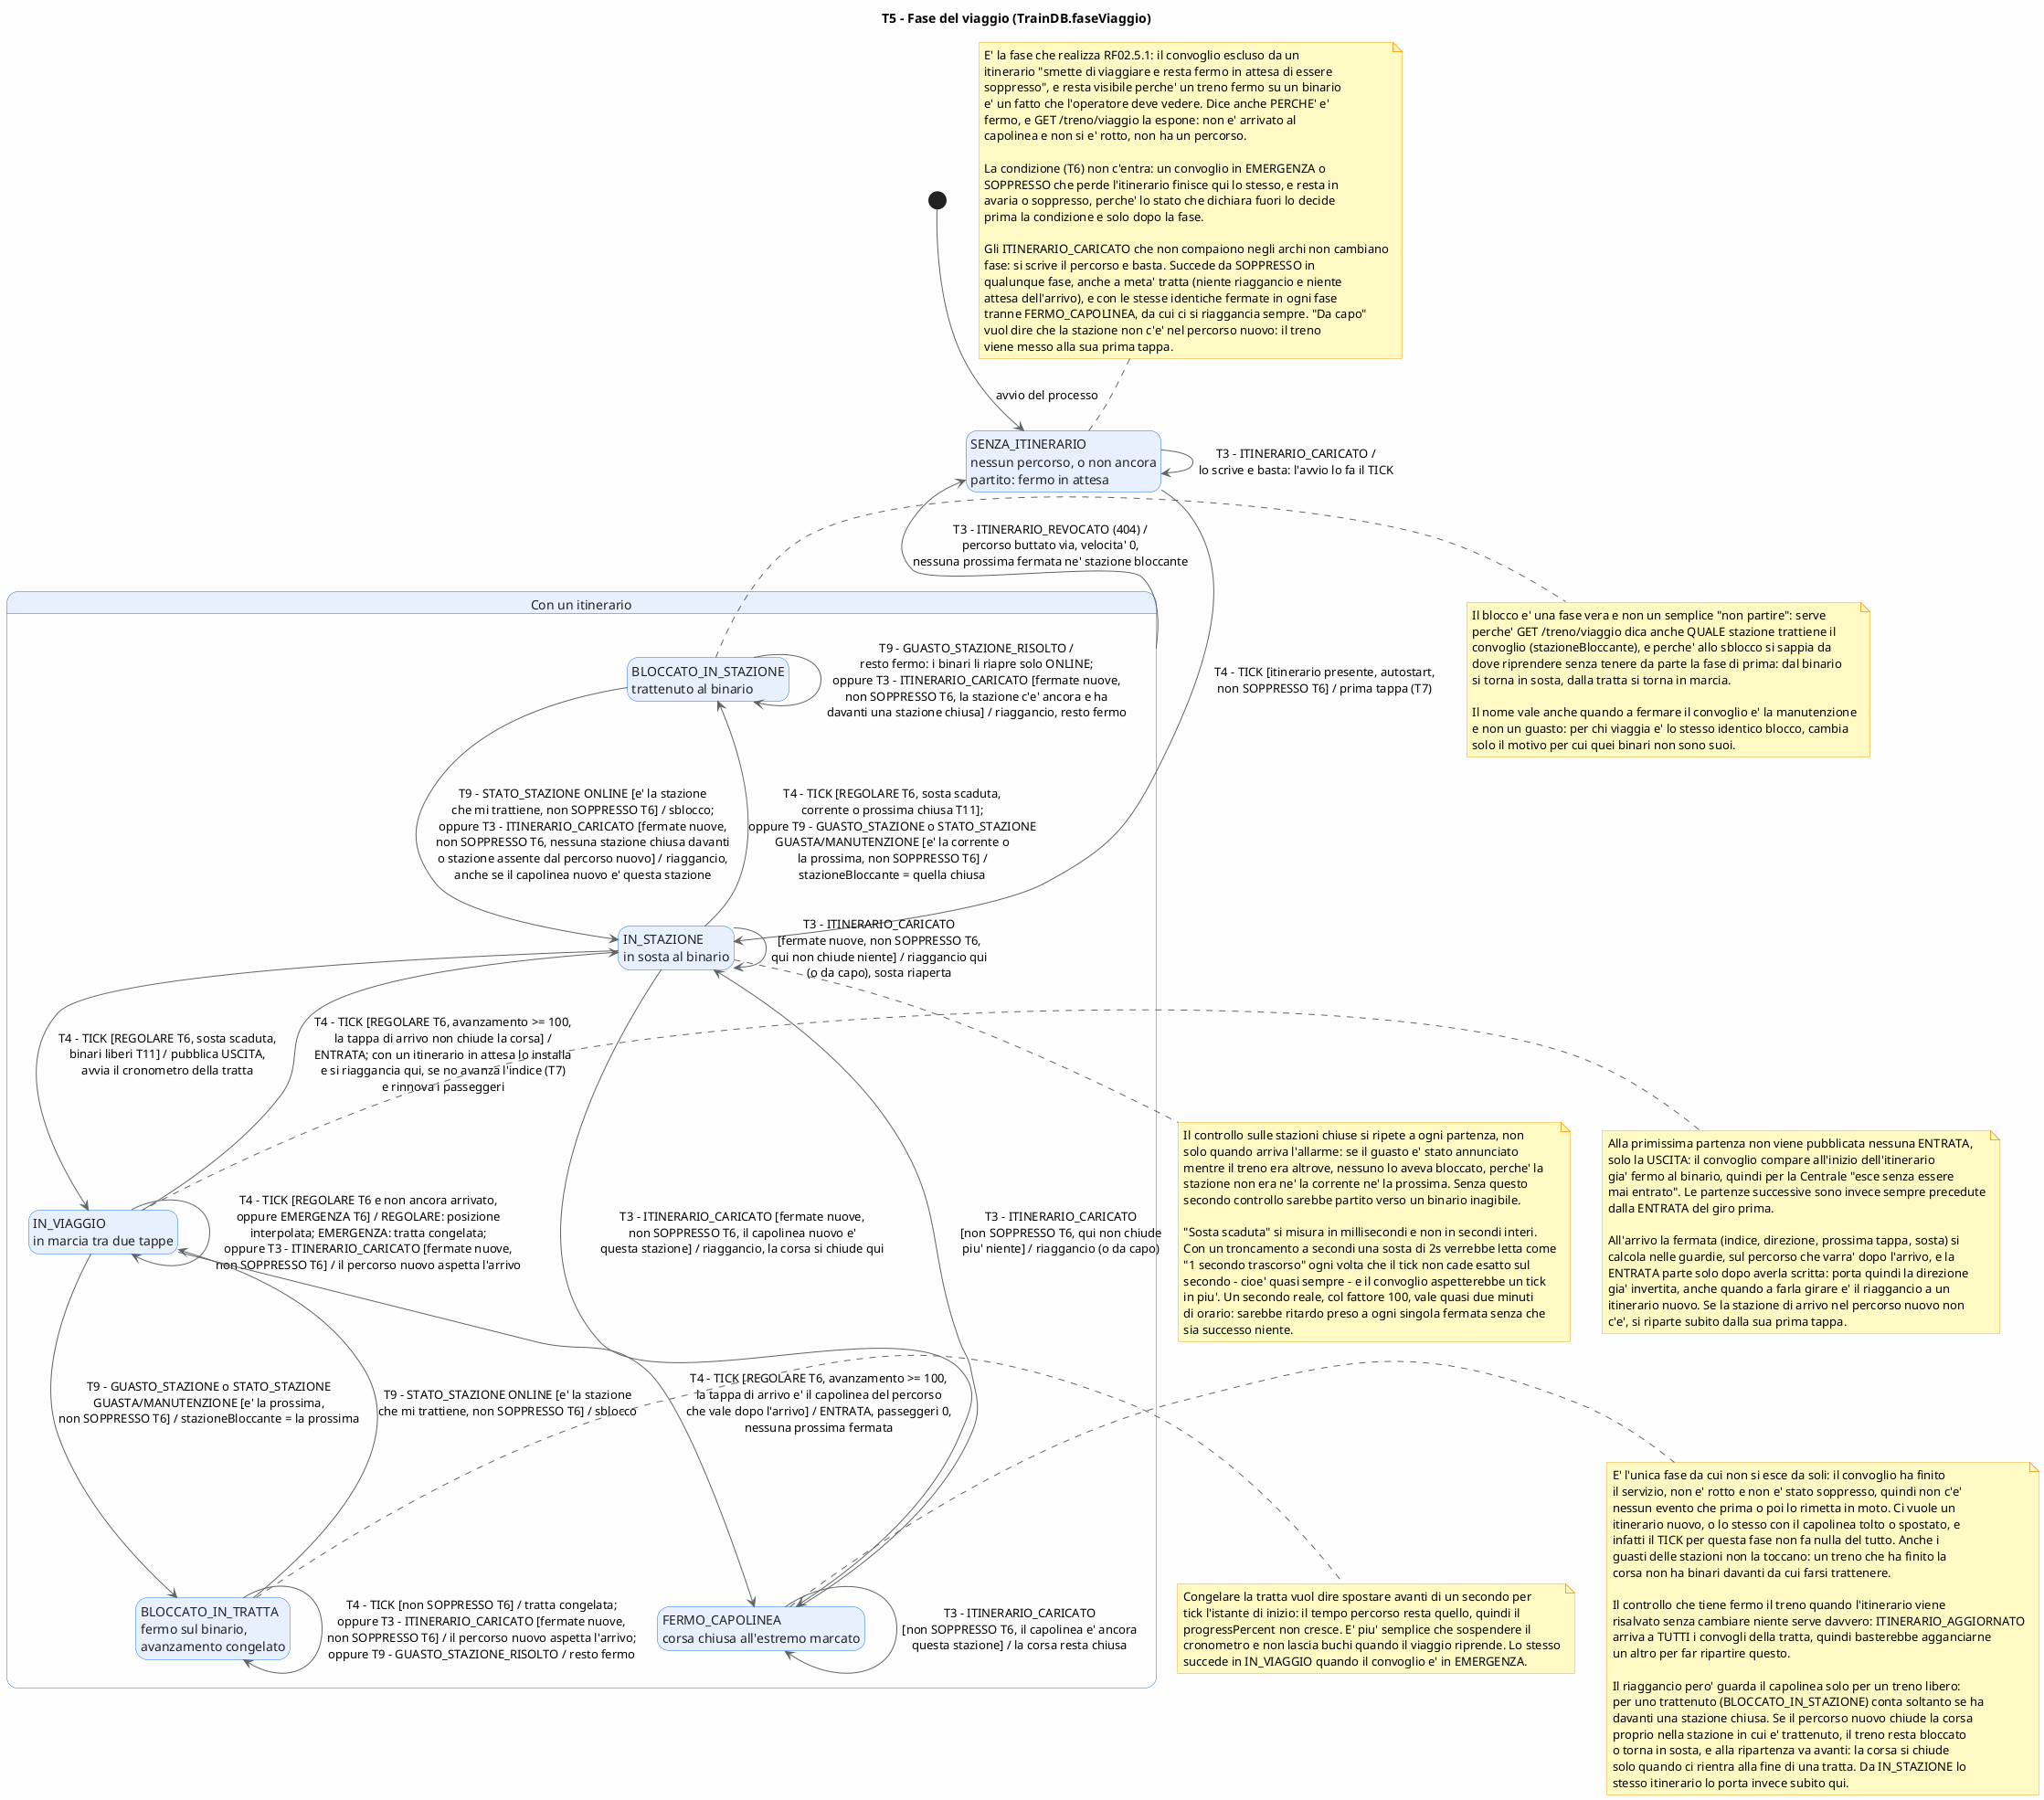 T5 - Fase del viaggio (TrainDB.faseViaggio)
E' la fase che realizza RF02.5.1: il convoglio escluso da un
itinerario "smette di viaggiare e resta fermo in attesa di essere
soppresso", e resta visibile perche' un treno fermo su un binario
e' un fatto che l'operatore deve vedere. Dice anche PERCHE' e'
fermo, e GET /treno/viaggio la espone: non e' arrivato al
capolinea e non si e' rotto, non ha un percorso.
La condizione (T6) non c'entra: un convoglio in EMERGENZA o
SOPPRESSO che perde l'itinerario finisce qui lo stesso, e resta in
avaria o soppresso, perche' lo stato che dichiara fuori lo decide
prima la condizione e solo dopo la fase.
Gli ITINERARIO_CARICATO che non compaiono negli archi non cambiano
fase: si scrive il percorso e basta. Succede da SOPPRESSO in
qualunque fase, anche a meta' tratta (niente riaggancio e niente
attesa dell'arrivo), e con le stesse identiche fermate in ogni fase
tranne FERMO_CAPOLINEA, da cui ci si riaggancia sempre. "Da capo"
vuol dire che la stazione non c'e' nel percorso nuovo: il treno
viene messo alla sua prima tappa.
avvio del processo
SENZA_ITINERARIO
nessun percorso, o non ancora
partito: fermo in attesa
T3 - ITINERARIO_CARICATO /
lo scrive e basta: l'avvio lo fa il TICK
T3 - ITINERARIO_REVOCATO (404) /
percorso buttato via, velocita' 0,
nessuna prossima fermata ne' stazione bloccante
T4 - TICK [itinerario presente, autostart,
non SOPPRESSO T6] / prima tappa (T7)
Con un itinerario
BLOCCATO_IN_STAZIONE
trattenuto al binario
T9 - GUASTO_STAZIONE_RISOLTO /
resto fermo: i binari li riapre solo ONLINE;
oppure T3 - ITINERARIO_CARICATO [fermate nuove,
non SOPPRESSO T6, la stazione c'e' ancora e ha
davanti una stazione chiusa] / riaggancio, resto fermo
Il blocco e' una fase vera e non un semplice "non partire": serve
perche' GET /treno/viaggio dica anche QUALE stazione trattiene il
convoglio (stazioneBloccante), e perche' allo sblocco si sappia da
dove riprendere senza tenere da parte la fase di prima: dal binario
si torna in sosta, dalla tratta si torna in marcia.
Il nome vale anche quando a fermare il convoglio e' la manutenzione
e non un guasto: per chi viaggia e' lo stesso identico blocco, cambia
solo il motivo per cui quei binari non sono suoi.
T9 - STATO_STAZIONE ONLINE [e' la stazione
che mi trattiene, non SOPPRESSO T6] / sblocco;
oppure T3 - ITINERARIO_CARICATO [fermate nuove,
non SOPPRESSO T6, nessuna stazione chiusa davanti
o stazione assente dal percorso nuovo] / riaggancio,
anche se il capolinea nuovo e' questa stazione
T4 - TICK [REGOLARE T6, sosta scaduta,
corrente o prossima chiusa T11];
oppure T9 - GUASTO_STAZIONE o STATO_STAZIONE
GUASTA/MANUTENZIONE [e' la corrente o
la prossima, non SOPPRESSO T6] /
stazioneBloccante = quella chiusa
IN_STAZIONE
in sosta al binario
T3 - ITINERARIO_CARICATO
[fermate nuove, non SOPPRESSO T6,
qui non chiude niente] / riaggancio qui
(o da capo), sosta riaperta
T4 - TICK [REGOLARE T6, sosta scaduta,
binari liberi T11] / pubblica USCITA,
avvia il cronometro della tratta
T4 - TICK [REGOLARE T6, avanzamento >= 100,
la tappa di arrivo non chiude la corsa] /
ENTRATA; con un itinerario in attesa lo installa
e si riaggancia qui, se no avanza l'indice (T7)
e rinnova i passeggeri
Il controllo sulle stazioni chiuse si ripete a ogni partenza, non
solo quando arriva l'allarme: se il guasto e' stato annunciato
mentre il treno era altrove, nessuno lo aveva bloccato, perche' la
stazione non era ne' la corrente ne' la prossima. Senza questo
secondo controllo sarebbe partito verso un binario inagibile.
"Sosta scaduta" si misura in millisecondi e non in secondi interi.
Con un troncamento a secondi una sosta di 2s verrebbe letta come
"1 secondo trascorso" ogni volta che il tick non cade esatto sul
secondo - cioe' quasi sempre - e il convoglio aspetterebbe un tick
in piu'. Un secondo reale, col fattore 100, vale quasi due minuti
di orario: sarebbe ritardo preso a ogni singola fermata senza che
sia successo niente.
Alla primissima partenza non viene pubblicata nessuna ENTRATA,
solo la USCITA: il convoglio compare all'inizio dell'itinerario
gia' fermo al binario, quindi per la Centrale "esce senza essere
mai entrato". Le partenze successive sono invece sempre precedute
dalla ENTRATA del giro prima.
All'arrivo la fermata (indice, direzione, prossima tappa, sosta) si
calcola nelle guardie, sul percorso che varra' dopo l'arrivo, e la
ENTRATA parte solo dopo averla scritta: porta quindi la direzione
gia' invertita, anche quando a farla girare e' il riaggancio a un
itinerario nuovo. Se la stazione di arrivo nel percorso nuovo non
c'e', si riparte subito dalla sua prima tappa.
IN_VIAGGIO
in marcia tra due tappe
T4 - TICK [REGOLARE T6 e non ancora arrivato,
oppure EMERGENZA T6] / REGOLARE: posizione
interpolata; EMERGENZA: tratta congelata;
oppure T3 - ITINERARIO_CARICATO [fermate nuove,
non SOPPRESSO T6] / il percorso nuovo aspetta l'arrivo
T3 - ITINERARIO_CARICATO [fermate nuove,
non SOPPRESSO T6, il capolinea nuovo e'
questa stazione] / riaggancio, la corsa si chiude qui
T3 - ITINERARIO_CARICATO
[non SOPPRESSO T6, qui non chiude
piu' niente] / riaggancio (o da capo)
T9 - GUASTO_STAZIONE o STATO_STAZIONE
GUASTA/MANUTENZIONE [e' la prossima,
non SOPPRESSO T6] / stazioneBloccante = la prossima
T9 - STATO_STAZIONE ONLINE [e' la stazione
che mi trattiene, non SOPPRESSO T6] / sblocco
T4 - TICK [REGOLARE T6, avanzamento >= 100,
la tappa di arrivo e' il capolinea del percorso
che vale dopo l'arrivo] / ENTRATA, passeggeri 0,
nessuna prossima fermata
BLOCCATO_IN_TRATTA
fermo sul binario,
avanzamento congelato
T4 - TICK [non SOPPRESSO T6] / tratta congelata;
oppure T3 - ITINERARIO_CARICATO [fermate nuove,
non SOPPRESSO T6] / il percorso nuovo aspetta l'arrivo;
oppure T9 - GUASTO_STAZIONE_RISOLTO / resto fermo
FERMO_CAPOLINEA
corsa chiusa all'estremo marcato
T3 - ITINERARIO_CARICATO
[non SOPPRESSO T6, il capolinea e' ancora
questa stazione] / la corsa resta chiusa
Congelare la tratta vuol dire spostare avanti di un secondo per
tick l'istante di inizio: il tempo percorso resta quello, quindi il
progressPercent non cresce. E' piu' semplice che sospendere il
cronometro e non lascia buchi quando il viaggio riprende. Lo stesso
succede in IN_VIAGGIO quando il convoglio e' in EMERGENZA.
E' l'unica fase da cui non si esce da soli: il convoglio ha finito
il servizio, non e' rotto e non e' stato soppresso, quindi non c'e'
nessun evento che prima o poi lo rimetta in moto. Ci vuole un
itinerario nuovo, o lo stesso con il capolinea tolto o spostato, e
infatti il TICK per questa fase non fa nulla del tutto. Anche i
guasti delle stazioni non la toccano: un treno che ha finito la
corsa non ha binari davanti da cui farsi trattenere.
Il controllo che tiene fermo il treno quando l'itinerario viene
risalvato senza cambiare niente serve davvero: ITINERARIO_AGGIORNATO
arriva a TUTTI i convogli della tratta, quindi basterebbe agganciarne
un altro per far ripartire questo.
Il riaggancio pero' guarda il capolinea solo per un treno libero:
per uno trattenuto (BLOCCATO_IN_STAZIONE) conta soltanto se ha
davanti una stazione chiusa. Se il percorso nuovo chiude la corsa
proprio nella stazione in cui e' trattenuto, il treno resta bloccato
o torna in sosta, e alla ripartenza va avanti: la corsa si chiude
solo quando ci rientra alla fine di una tratta. Da IN_STAZIONE lo
stesso itinerario lo porta invece subito qui.